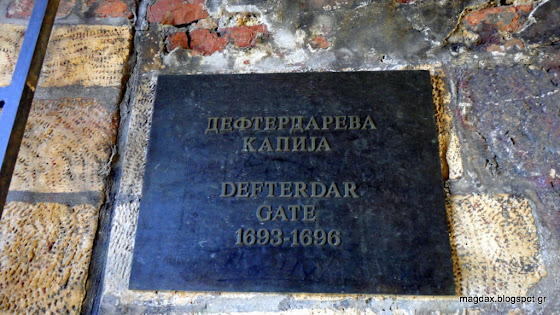 ДЕФТЕРДАРЕВА
КАПИЈА
DEFTERDAR
GATE
1693-1696
magdax.blogspot.gr